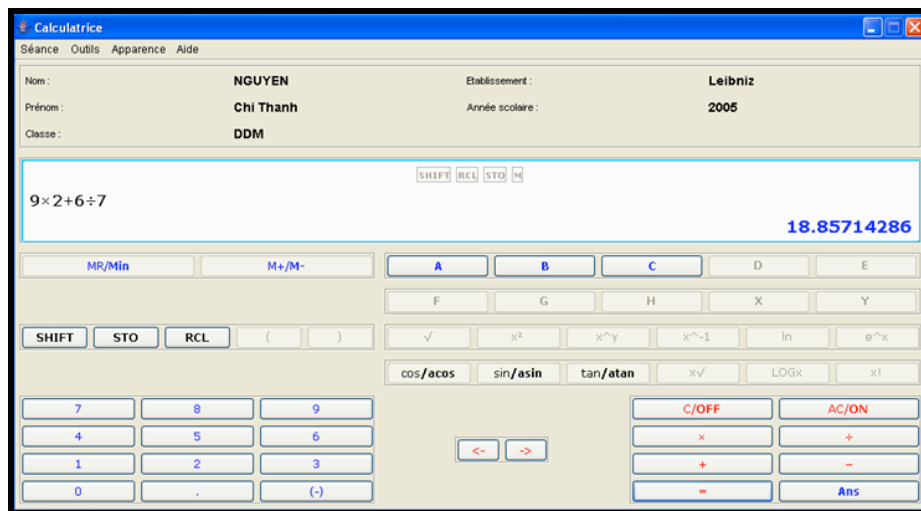 Calculatrice
Séance Outils Apparence Aide
Nom : NGUYEN Etablissement : Leibniz
Prénom : Chi Thanh Année scolaire : 2005
Classe : DDM
SHIFT RCL STO M
9×2+6÷7
18.85714286
MR/Min M+/M- A B C D E
F G H X Y
SHIFT STO RCL ( ) √ x² x^y x^-1 ln e^x
cos/acos sin/asin tan/atan x√ LOGx x!
7 8 9 C/OFF AC/ON
4 5 6 × ÷
<- ->
1 2 3 + −
0 . (-) = Ans